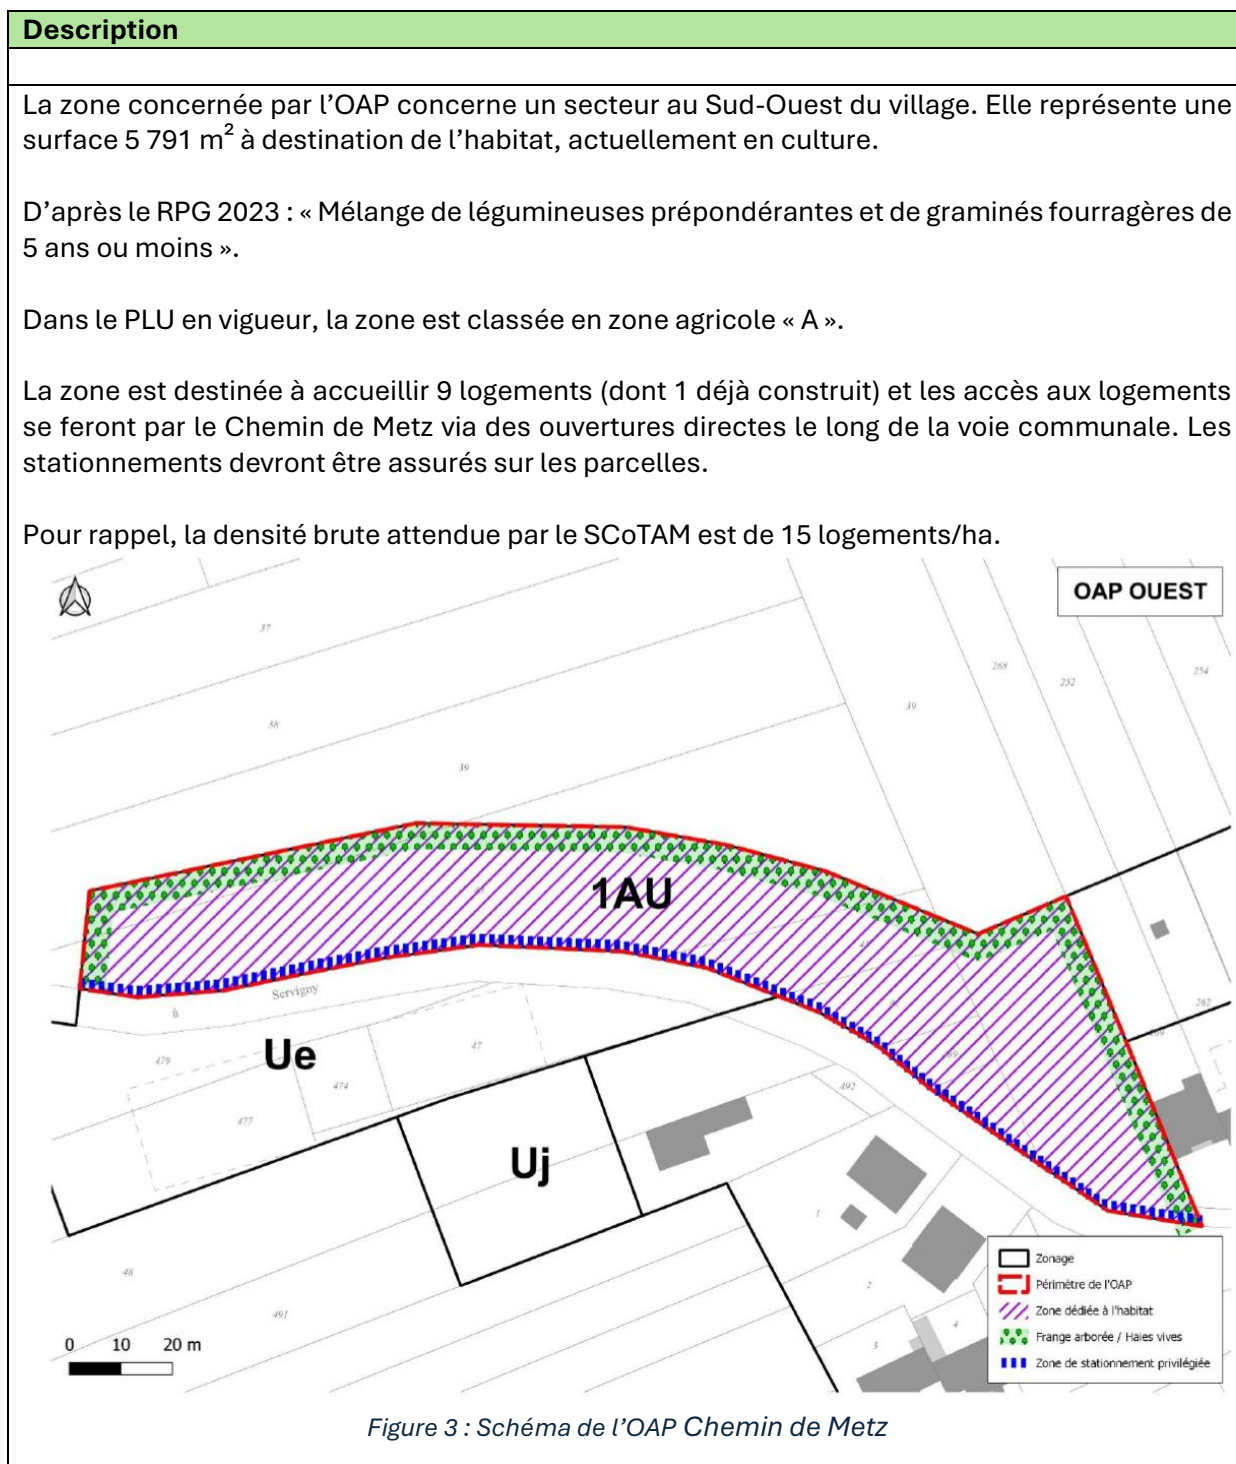 Description
La zone concernée par l’OAP concerne un secteur au Sud-Ouest du village. Elle représente une
surface 5 791 m² à destination de l’habitat, actuellement en culture.
D’après le RPG 2023 : « Mélange de légumineuses prépondérantes et de graminés fourragères de
5 ans ou moins ».
Dans le PLU en vigueur, la zone est classée en zone agricole « A ».
La zone est destinée à accueillir 9 logements (dont 1 déjà construit) et les accès aux logements
se feront par le Chemin de Metz via des ouvertures directes le long de la voie communale. Les
stationnements devront être assurés sur les parcelles.
Pour rappel, la densité brute attendue par le SCoTAM est de 15 logements/ha.
OAP OUEST
37
268
252
254
39
38
39
1AU
41
Servigny
à
262
Ue
479
47
474
492
477
Uj
1
48
2
491
3
4
Zonage
Périmètre de l'OAP
Zone dédiée à l'habitat
Frange arborée / Haies vives
Zone de stationnement privilégiée
0 10 20 m
Figure 3 : Schéma de l’OAP Chemin de Metz